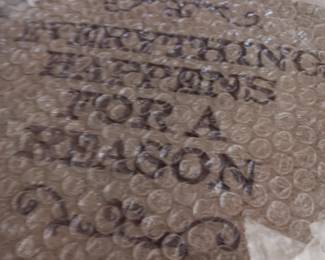 EVERYTHING
HAPPENS
FOR A
REASON